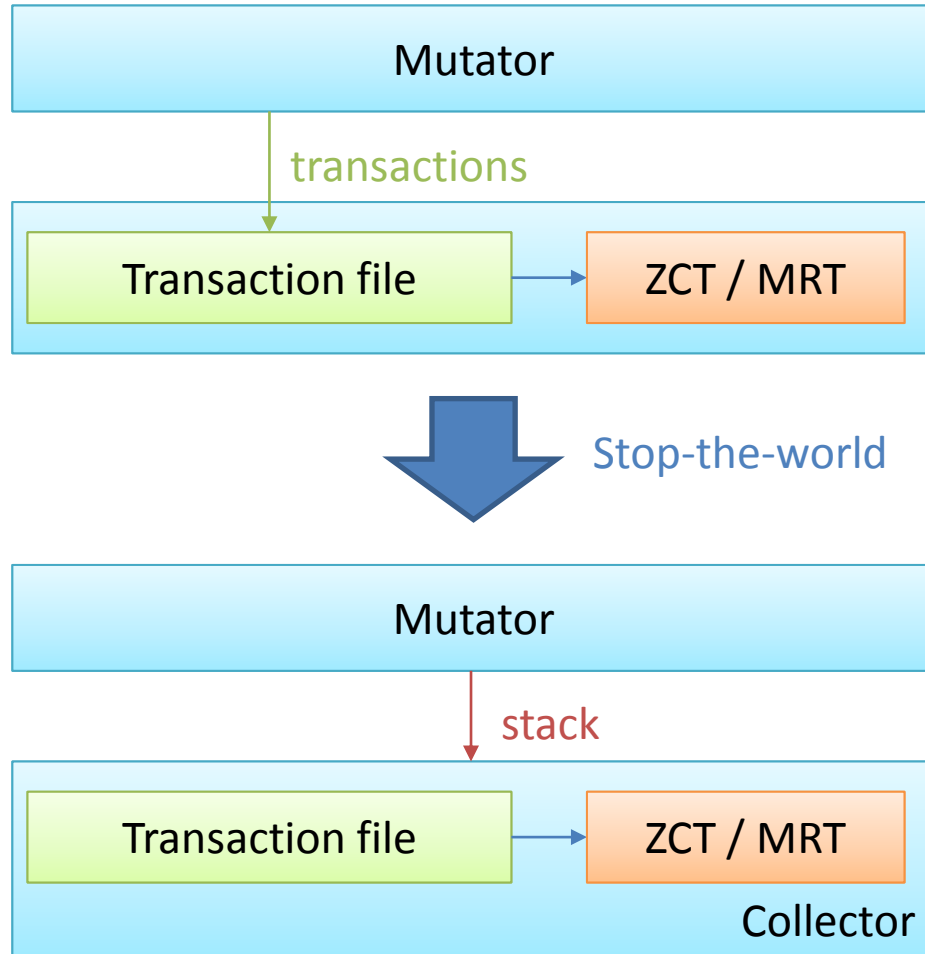 Mutator
transactions
Transaction file
ZCT / MRT
Stop-the-world
Mutator
stack
Transaction file
ZCT / MRT
Collector